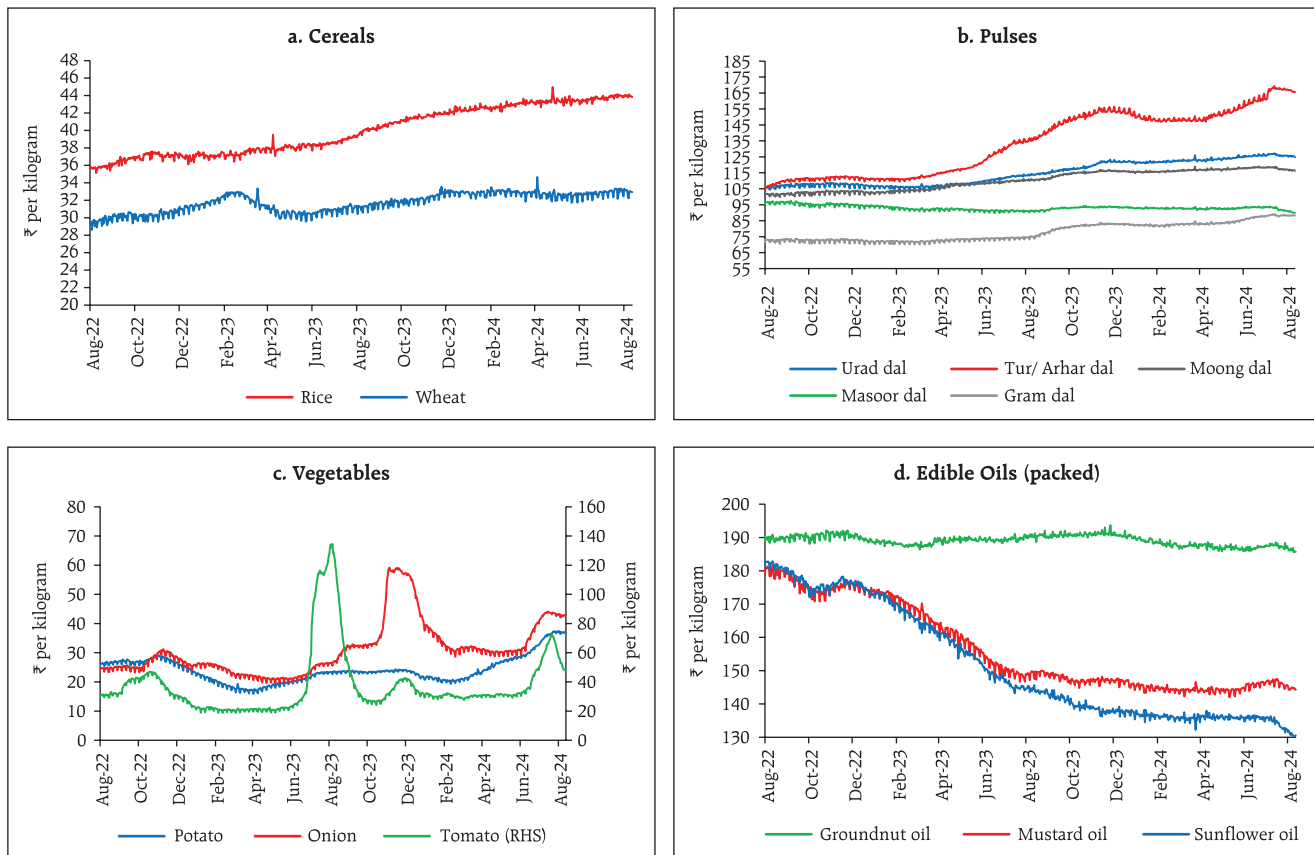 a. Cereals
₹ per kilogram
48
46
44
42
40
38
36
34
32
30
28
26
24
22
20
Aug-22
Oct-22
Dec-22
Feb-23
Apr-23
Jun-23
Aug-23
Oct-23
Dec-23
Feb-24
Apr-24
Jun-24
Aug-24
Rice Wheat
b. Pulses
₹ per kilogram
185
175
165
155
145
135
125
115
105
95
85
75
65
55
Aug-22
Oct-22
Dec-22
Feb-23
Apr-23
Jun-23
Aug-23
Oct-23
Dec-23
Feb-24
Apr-24
Jun-24
Aug-24
Urad dal Tur/ Arhar dal Moong dal
Masoor dal Gram dal
c. Vegetables
₹ per kilogram
80
70
60
50
40
30
20
10
0
160
140
120
100
80
60
40
20
0
₹ per kilogram
Aug-22
Oct-22
Dec-22
Feb-23
Apr-23
Jun-23
Aug-23
Oct-23
Dec-23
Feb-24
Apr-24
Jun-24
Aug-24
Potato Onion Tomato (RHS)
d. Edible Oils (packed)
₹ per kilogram
200
190
180
170
160
150
140
130
Aug-22
Oct-22
Dec-22
Feb-23
Apr-23
Jun-23
Aug-23
Oct-23
Dec-23
Feb-24
Apr-24
Jun-24
Aug-24
Groundnut oil Mustard oil Sunflower oil